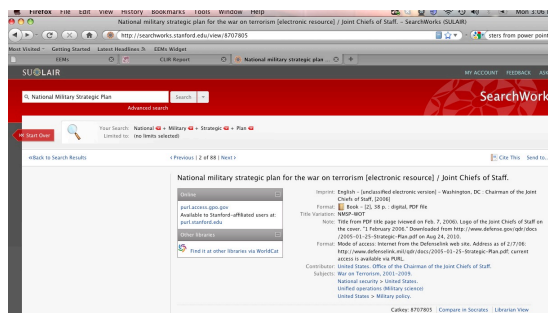 Firefox File Edit View History Bookmarks Tools Window Help Mon 3:06
National military strategic plan for the war on terrorism [electronic resource] / Joint Chiefs of Staff. - SearchWorks (SULAIR)
http://searchworks.stanford.edu/view/8707805 sters from power point
Most Visited Getting Started Latest Headlines EEMs Widget
EEMs CLIR Report National military strategic plan ...
SULAIR MY ACCOUNT FEEDBACK ASK
National Military Strategic Plan Search SearchWork
Advanced search
Start Over Your Search: National + Military + Strategic + Plan
Limited to: (no limits selected)
«Back to Search Results ‹ Previous | 2 of 88 | Next › Cite This Send to...
National military strategic plan for the war on terrorism [electronic resource] / Joint Chiefs of Staff.
Online
purl.access.gpo.gov
Available to Stanford-affiliated users at:
purl.stanford.edu
Other libraries
Find it at other libraries via WorldCat
Imprint: English - [unclassified electronic version] - Washington, DC : Chairman of the Joint
Chiefs of Staff, [2006]
Format: Book - [2], 38 p. : digital, PDF file
Title Variation: NMSP-WOT
Note: Title from PDF title page (viewed on Feb. 7, 2006). Logo of the Joint Chiefs of Staff on
the cover. "1 February 2006." Downloaded from http://www.defense.gov/qdr/docs
/2005-01-25-Strategic-Plan.pdf on Aug 24, 2010.
Format: Mode of access: Internet from the Defenselink web site. Address as of 2/7/06:
http://www.defenselink.mil/qdr/docs/2005-01-25-Strategic-Plan.pdf; current
access is available via PURL.
Contributor: United States. Office of the Chairman of the Joint Chiefs of Staff.
Subjects: War on Terrorism, 2001-2009.
National security > United States.
Unified operations (Military science)
United States > Military policy.
Catkey: 8707805 | Compare in Socrates | Librarian View